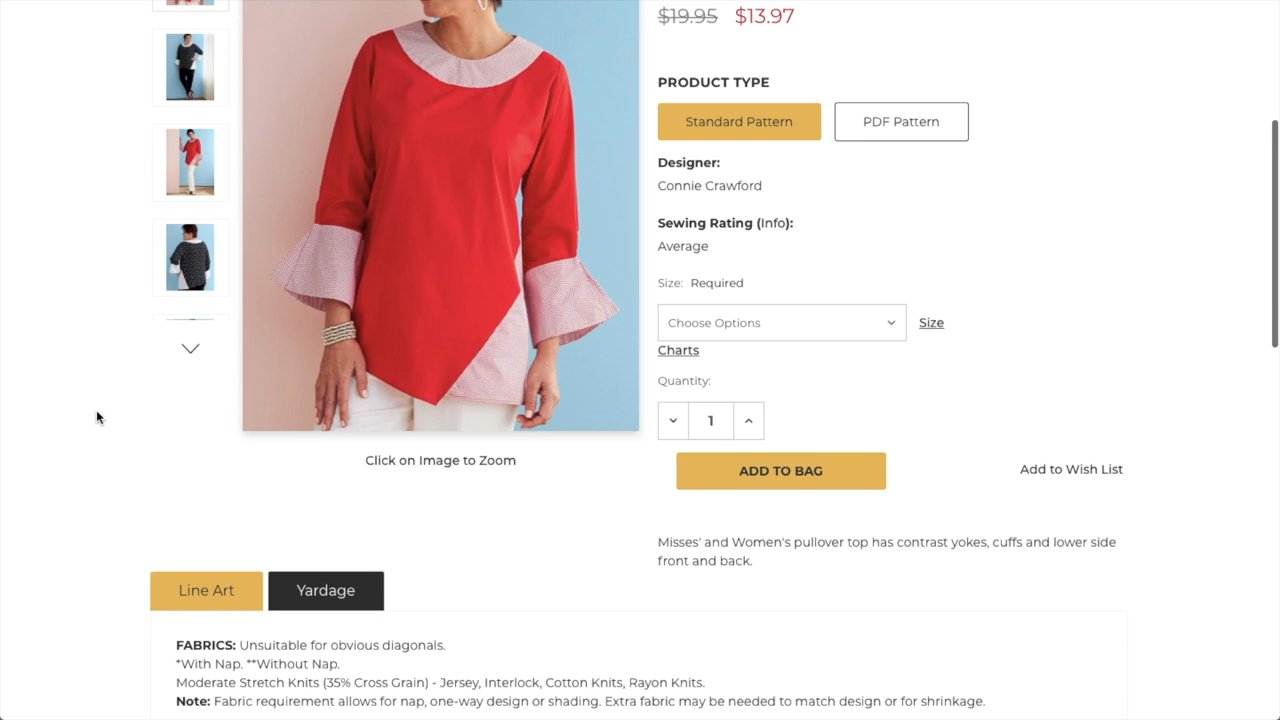 $19.95 $13.97
PRODUCT TYPE
Standard Pattern PDF Pattern
Designer:
Connie Crawford
Sewing Rating (Info):
Average
Size: Required
Choose Options Size
Charts
Quantity:
1
ADD TO BAG Add to Wish List
Click on Image to Zoom
Misses' and Women's pullover top has contrast yokes, cuffs and lower side
front and back.
Line Art Yardage
FABRICS: Unsuitable for obvious diagonals.
*With Nap. **Without Nap.
Moderate Stretch Knits (35% Cross Grain) - Jersey, Interlock, Cotton Knits, Rayon Knits.
Note: Fabric requirement allows for nap, one-way design or shading. Extra fabric may be needed to match design or for shrinkage.